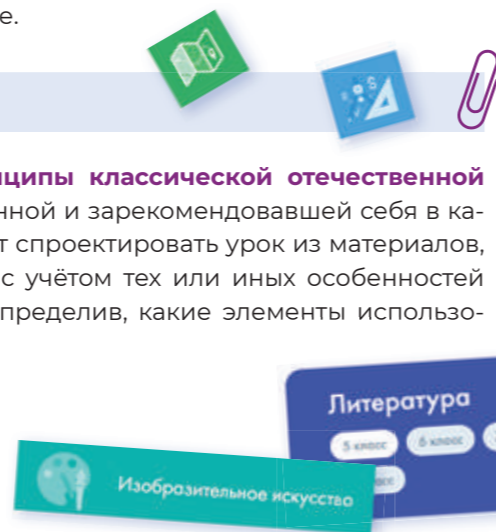 е.
ципы классической отечественной
нной и зарекомендовавшей себя в ка-
т спроектировать урок из материалов,
с учётом тех или иных особенностей
пределив, какие элементы использо-
Литература
5 класс 6 класс
асс
Изобразительное искусство